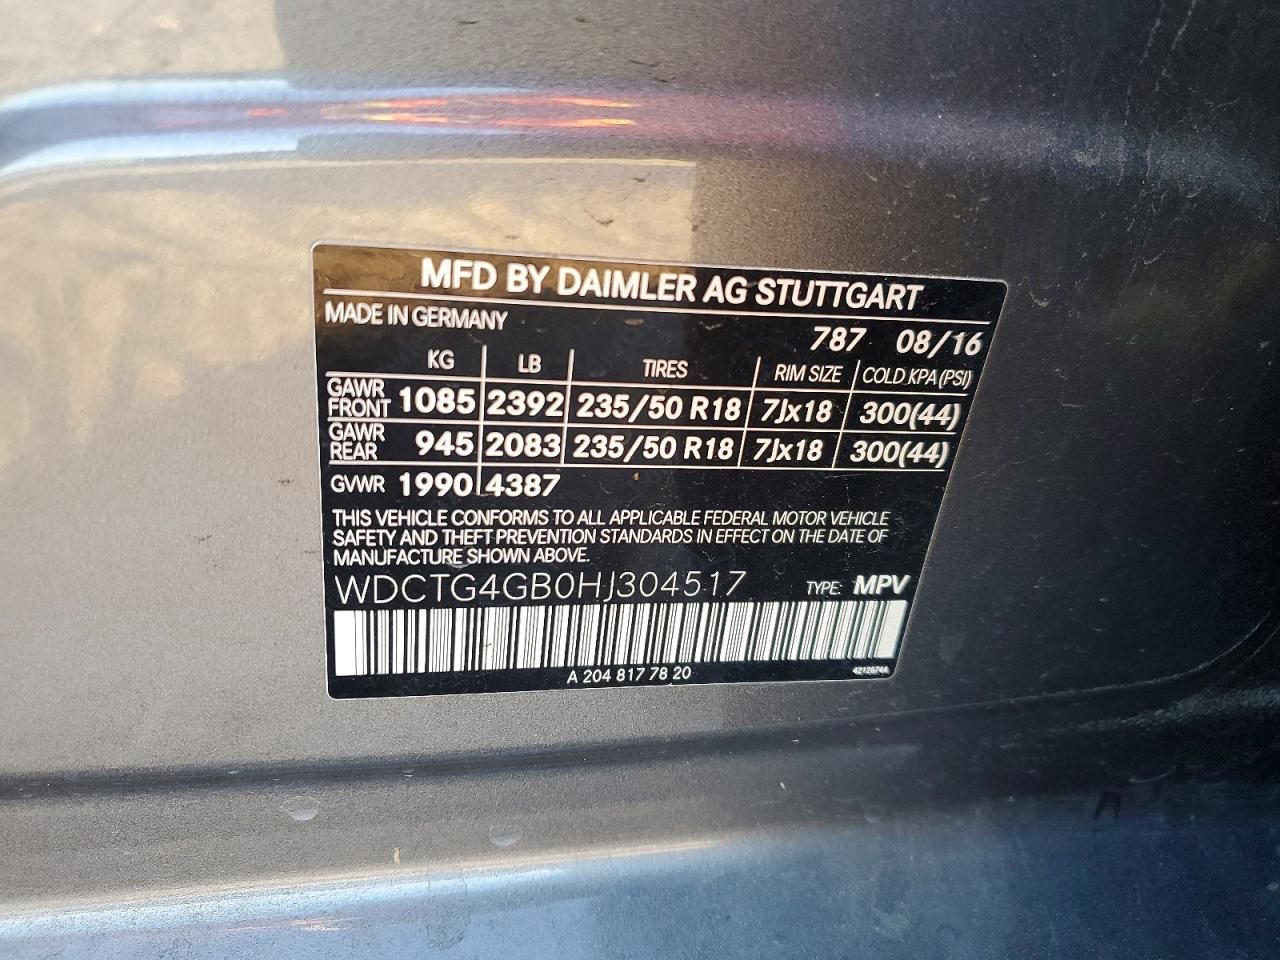 MFD BY DAIMLER AG STUTTGART
MADE IN GERMANY
787 08/16
KG LB TIRES RIM SIZE COLD KPA (PSI)
GAWR FRONT 1085 2392 235/50 R18 7Jx18 300(44)
GAWR REAR 945 2083 235/50 R18 7Jx18 300(44)
GVWR 1990 4387
THIS VEHICLE CONFORMS TO ALL APPLICABLE FEDERAL MOTOR VEHICLE
SAFETY AND THEFT PREVENTION STANDARDS IN EFFECT ON THE DATE OF
MANUFACTURE SHOWN ABOVE.
WDCTG4GB0HJ304517 TYPE: MPV
A 204 817 78 20